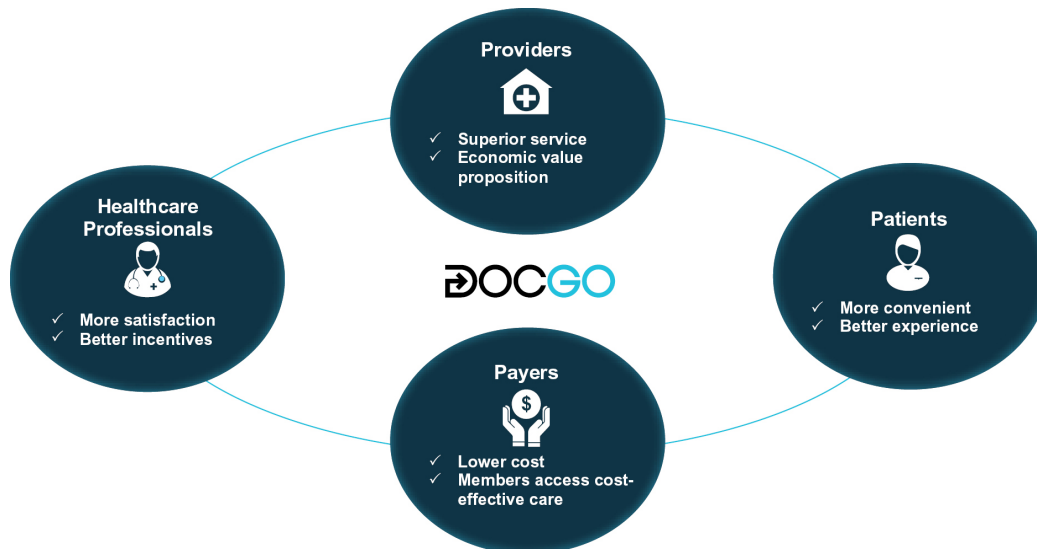 Providers
✓ Superior service
✓ Economic value
proposition
Healthcare
Professionals
✓ More satisfaction
✓ Better incentives
DOCGO
Patients
✓ More convenient
✓ Better experience
Payers
$
✓ Lower cost
✓ Members access cost-
effective care